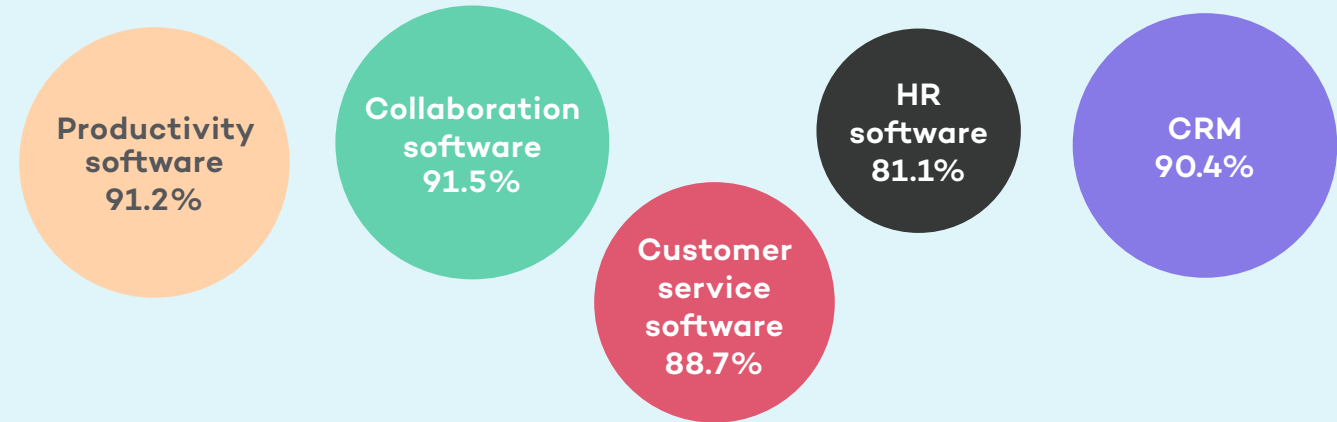 Productivity
software
91.2%
Collaboration
software
91.5%
Customer
service
software
88.7%
HR
software
81.1%
CRM
90.4%